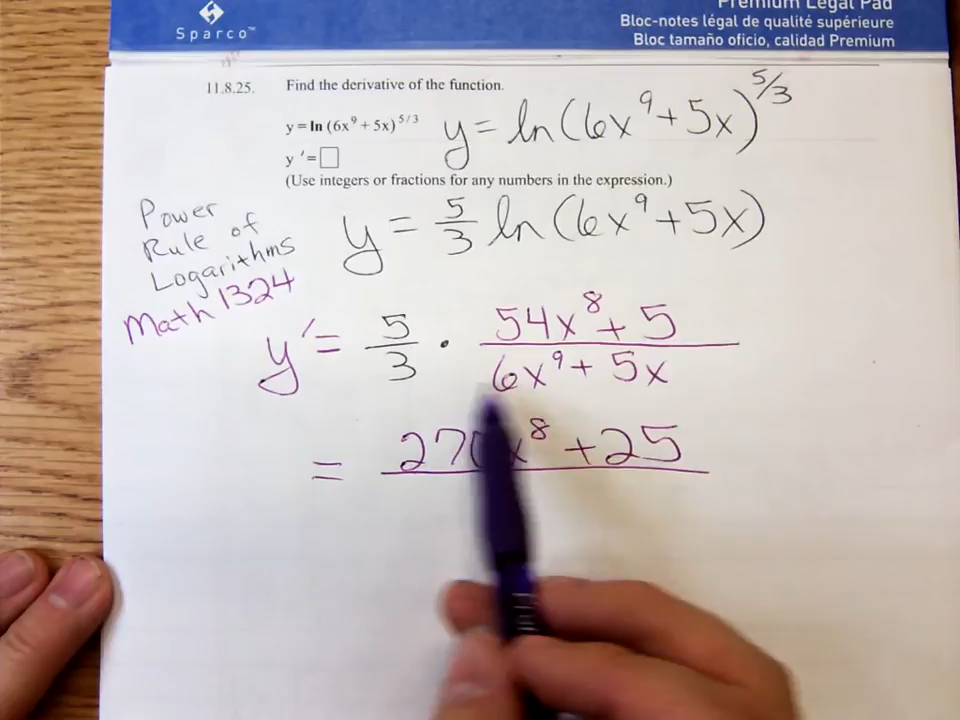 Sparco™
Premium Legal Pad
Bloc-notes légal de qualité supérieure
Bloc tamaño oficio, calidad Premium
11.8.25. Find the derivative of the function.
y = ln (6x⁹ + 5x)^5/3
y = ln(6x⁹ + 5x)^5/3
y ' = □
(Use integers or fractions for any numbers in the expression.)
Power
Rule of
Logarithms
Math 1324
y = 5/3 ln(6x⁹ + 5x)
y' = 5/3 · (54x⁸ + 5)/(6x⁹ + 5x)
= 270x⁸ + 25